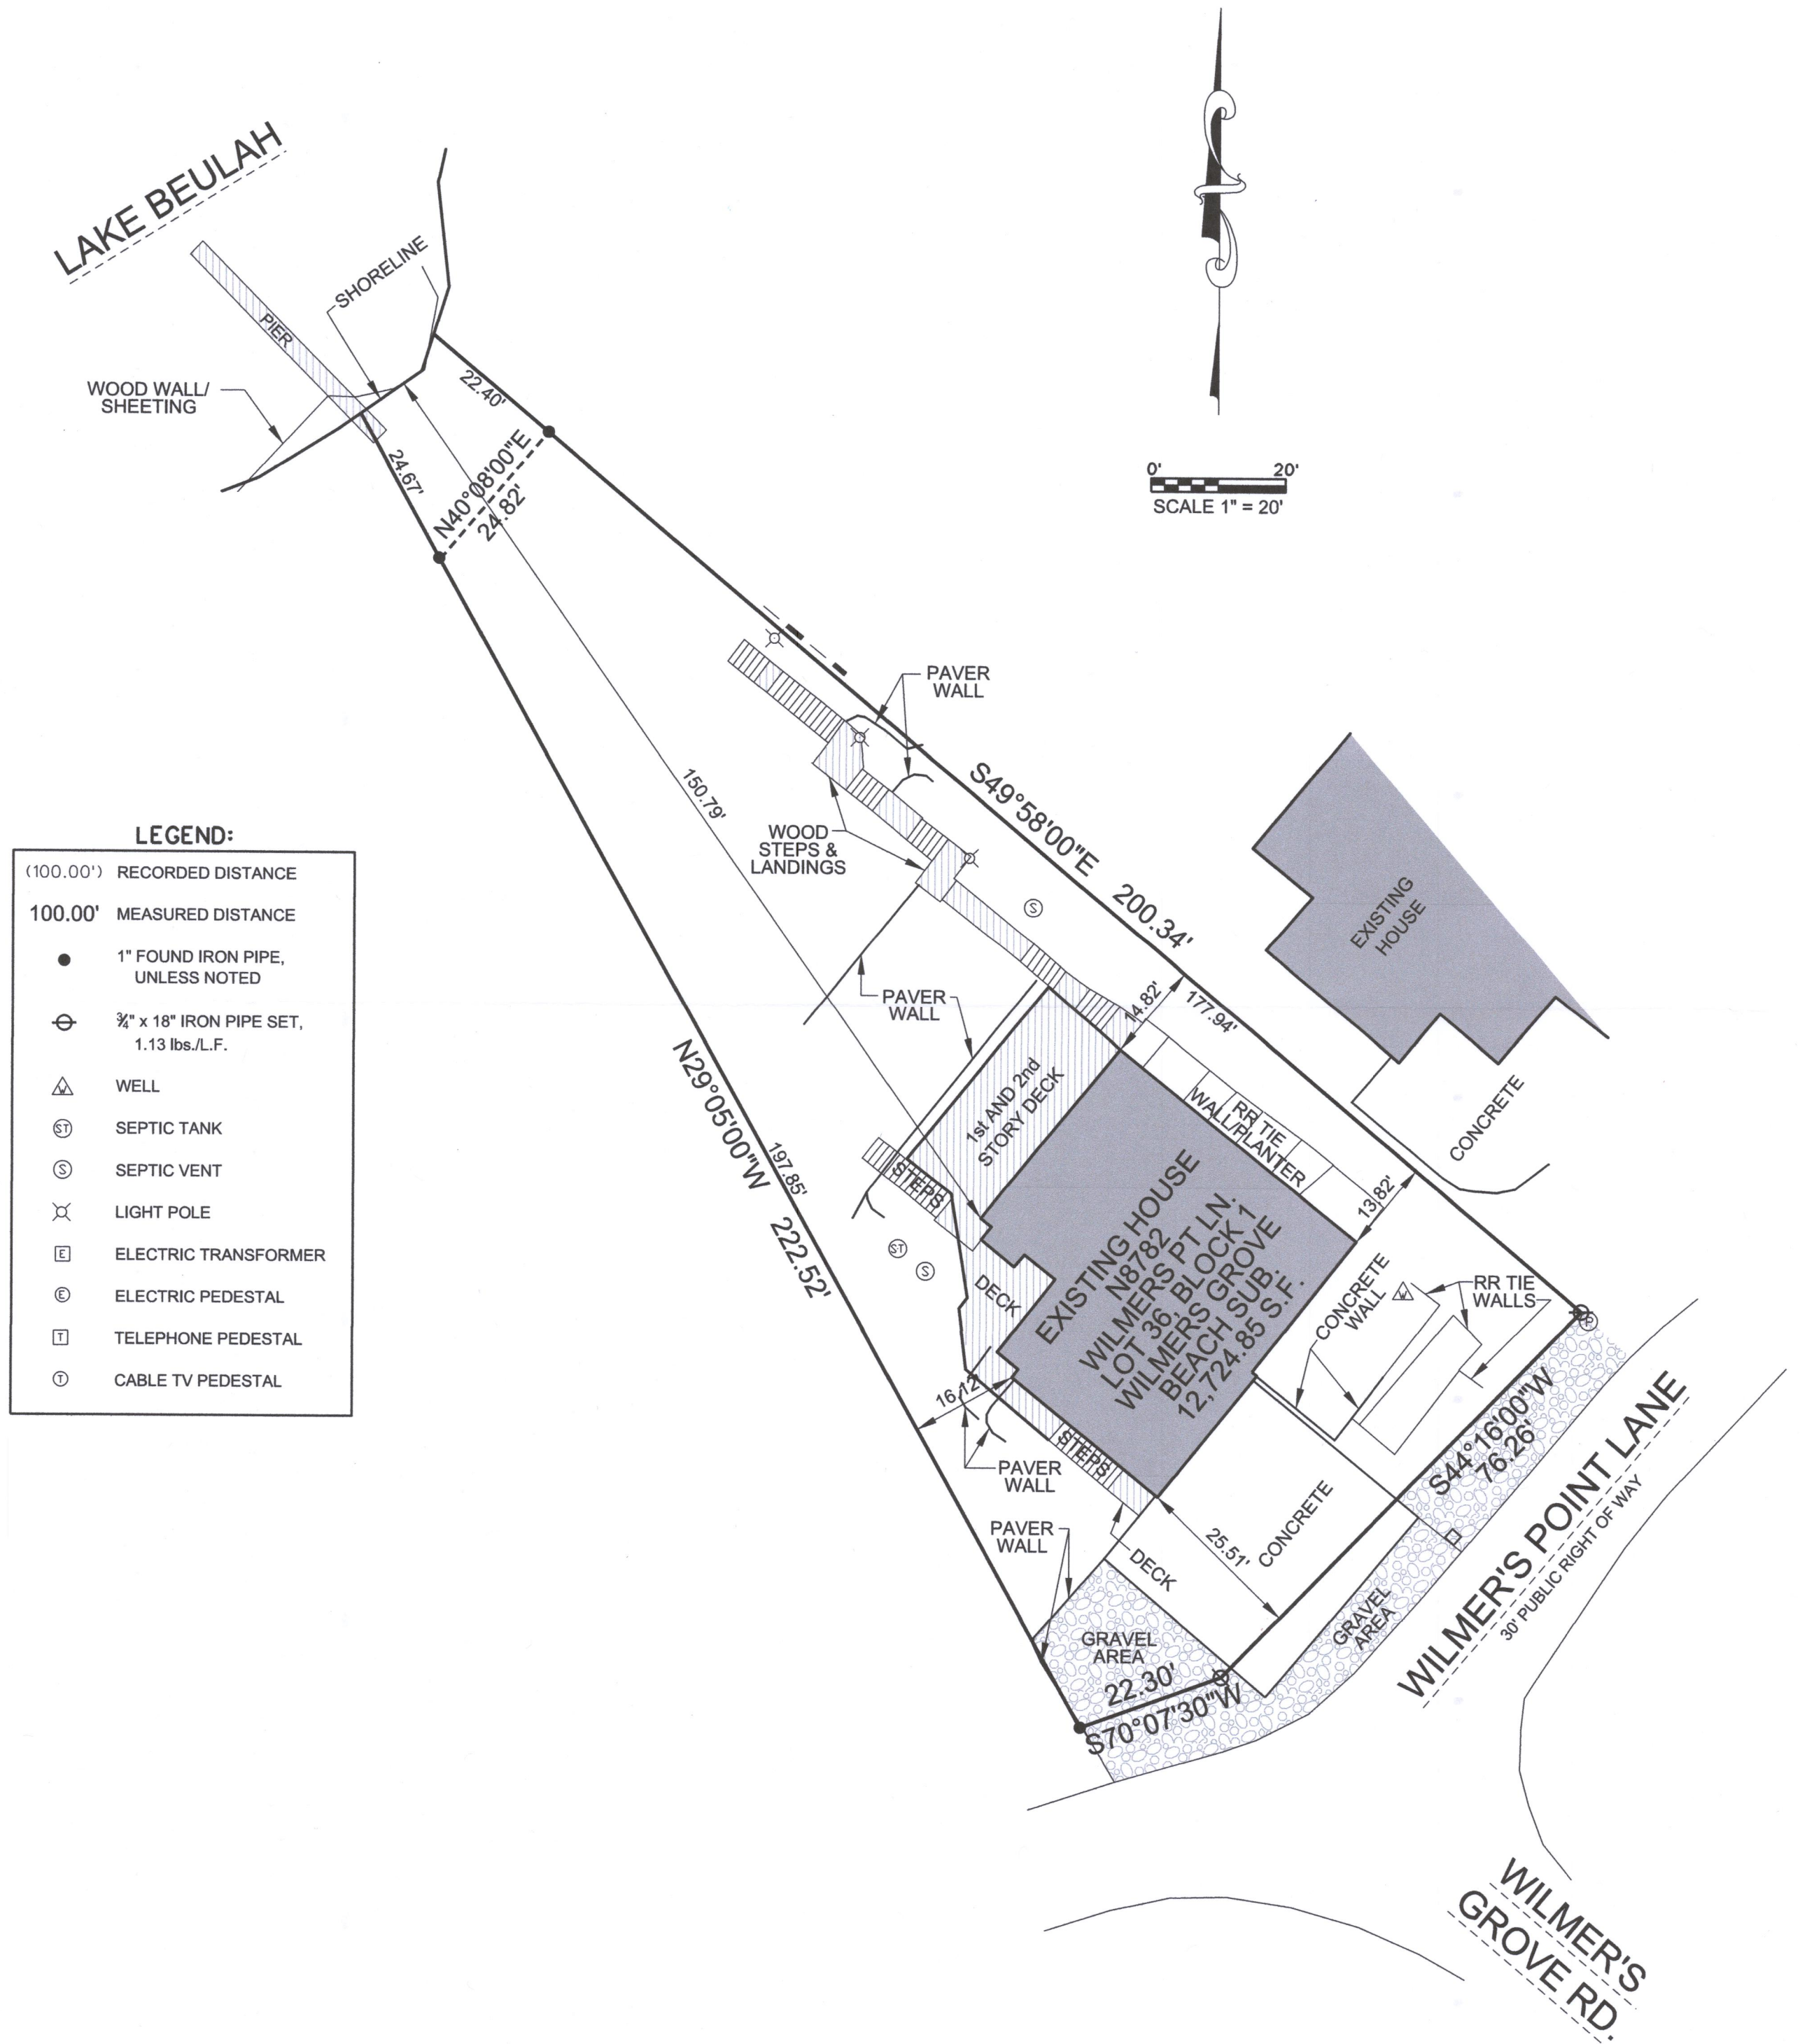 LAKE BEULAH
SHORELINE
PIER
WOOD WALL/
SHEETING
22.40'
24.67'
N40°08'00"E
24.82'
0' 20'
SCALE 1" = 20'
PAVER
WALL
150.79'
WOOD
STEPS &
LANDINGS
S49°58'00"E 200.34'
EXISTING
HOUSE
LEGEND:
(100.00') RECORDED DISTANCE
100.00' MEASURED DISTANCE
1" FOUND IRON PIPE,
UNLESS NOTED
¾" x 18" IRON PIPE SET,
1.13 lbs./L.F.
W WELL
ST SEPTIC TANK
S SEPTIC VENT
LIGHT POLE
E ELECTRIC TRANSFORMER
E ELECTRIC PEDESTAL
T TELEPHONE PEDESTAL
T CABLE TV PEDESTAL
S
PAVER
WALL
14.82'
177.94'
N29°05'00"W 222.52'
197.85'
1st AND 2nd
STORY DECK
RR TIE
WALL/PLANTER
CONCRETE
STEPS
13.82'
ST
S
DECK
EXISTING HOUSE
N8782
WILMERS PT LN.
LOT 36, BLOCK 1
WILMERS GROVE
BEACH SUB.
12,724.85 S.F.
CONCRETE
WALL
W
RR TIE
WALLS
P
16.12'
STEPS
PAVER
WALL
S44°16'00"W
76.26'
WILMER'S POINT LANE
30' PUBLIC RIGHT OF WAY
PAVER
WALL
DECK
25.51'
CONCRETE
GRAVEL
AREA
GRAVEL
AREA
22.30'
S70°07'30"W
WILMER'S
GROVE RD.